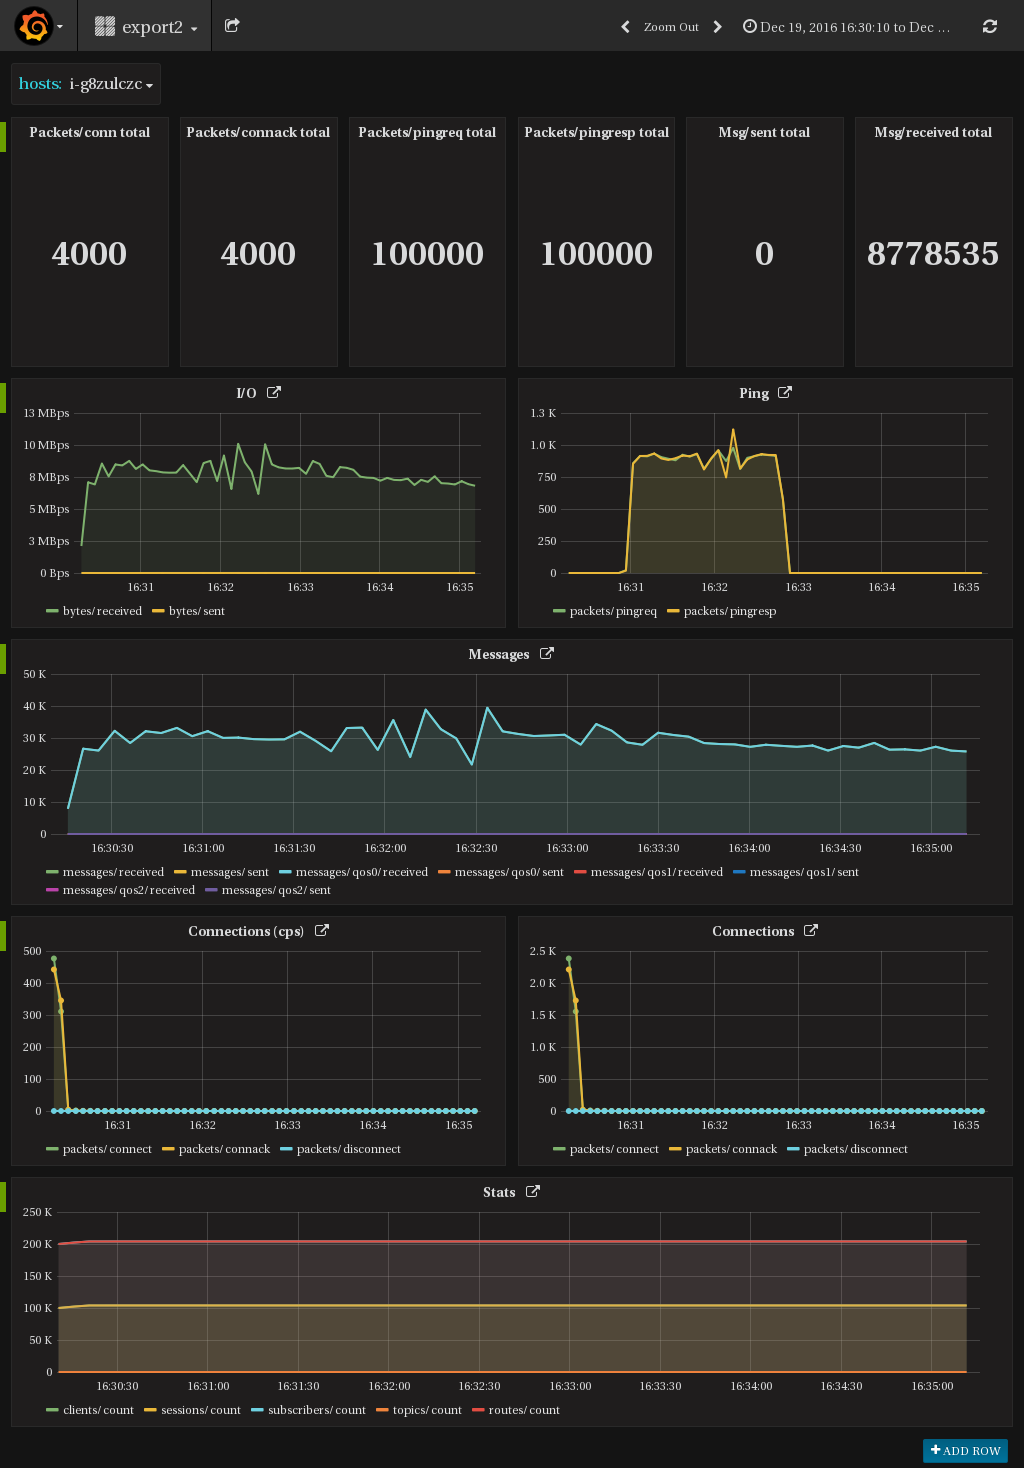 export2
Zoom Out
Dec 19, 2016 16:30:10 to Dec ...
hosts: i-g8zulczc
Packets/conn total Packets/connack total Packets/pingreq total Packets/pingresp total Msg/sent total Msg/received total
4000 4000 100000 100000 0 8778535
I/O
13 MBps
10 MBps
8 MBps
5 MBps
3 MBps
0 Bps
16:31 16:32 16:33 16:34 16:35
bytes/received bytes/sent
Ping
1.3 K
1.0 K
750
500
250
0
16:31 16:32 16:33 16:34 16:35
packets/pingreq packets/pingresp
Messages
50 K
40 K
30 K
20 K
10 K
0
16:30:30 16:31:00 16:31:30 16:32:00 16:32:30 16:33:00 16:33:30 16:34:00 16:34:30 16:35:00
messages/received messages/sent messages/qos0/received messages/qos0/sent messages/qos1/received messages/qos1/sent
messages/qos2/received messages/qos2/sent
Connections (cps)
500
400
300
200
100
0
16:31 16:32 16:33 16:34 16:35
packets/connect packets/connack packets/disconnect
Connections
2.5 K
2.0 K
1.5 K
1.0 K
500
0
16:31 16:32 16:33 16:34 16:35
packets/connect packets/connack packets/disconnect
Stats
250 K
200 K
150 K
100 K
50 K
0
16:30:30 16:31:00 16:31:30 16:32:00 16:32:30 16:33:00 16:33:30 16:34:00 16:34:30 16:35:00
clients/count sessions/count subscribers/count topics/count routes/count
ADD ROW